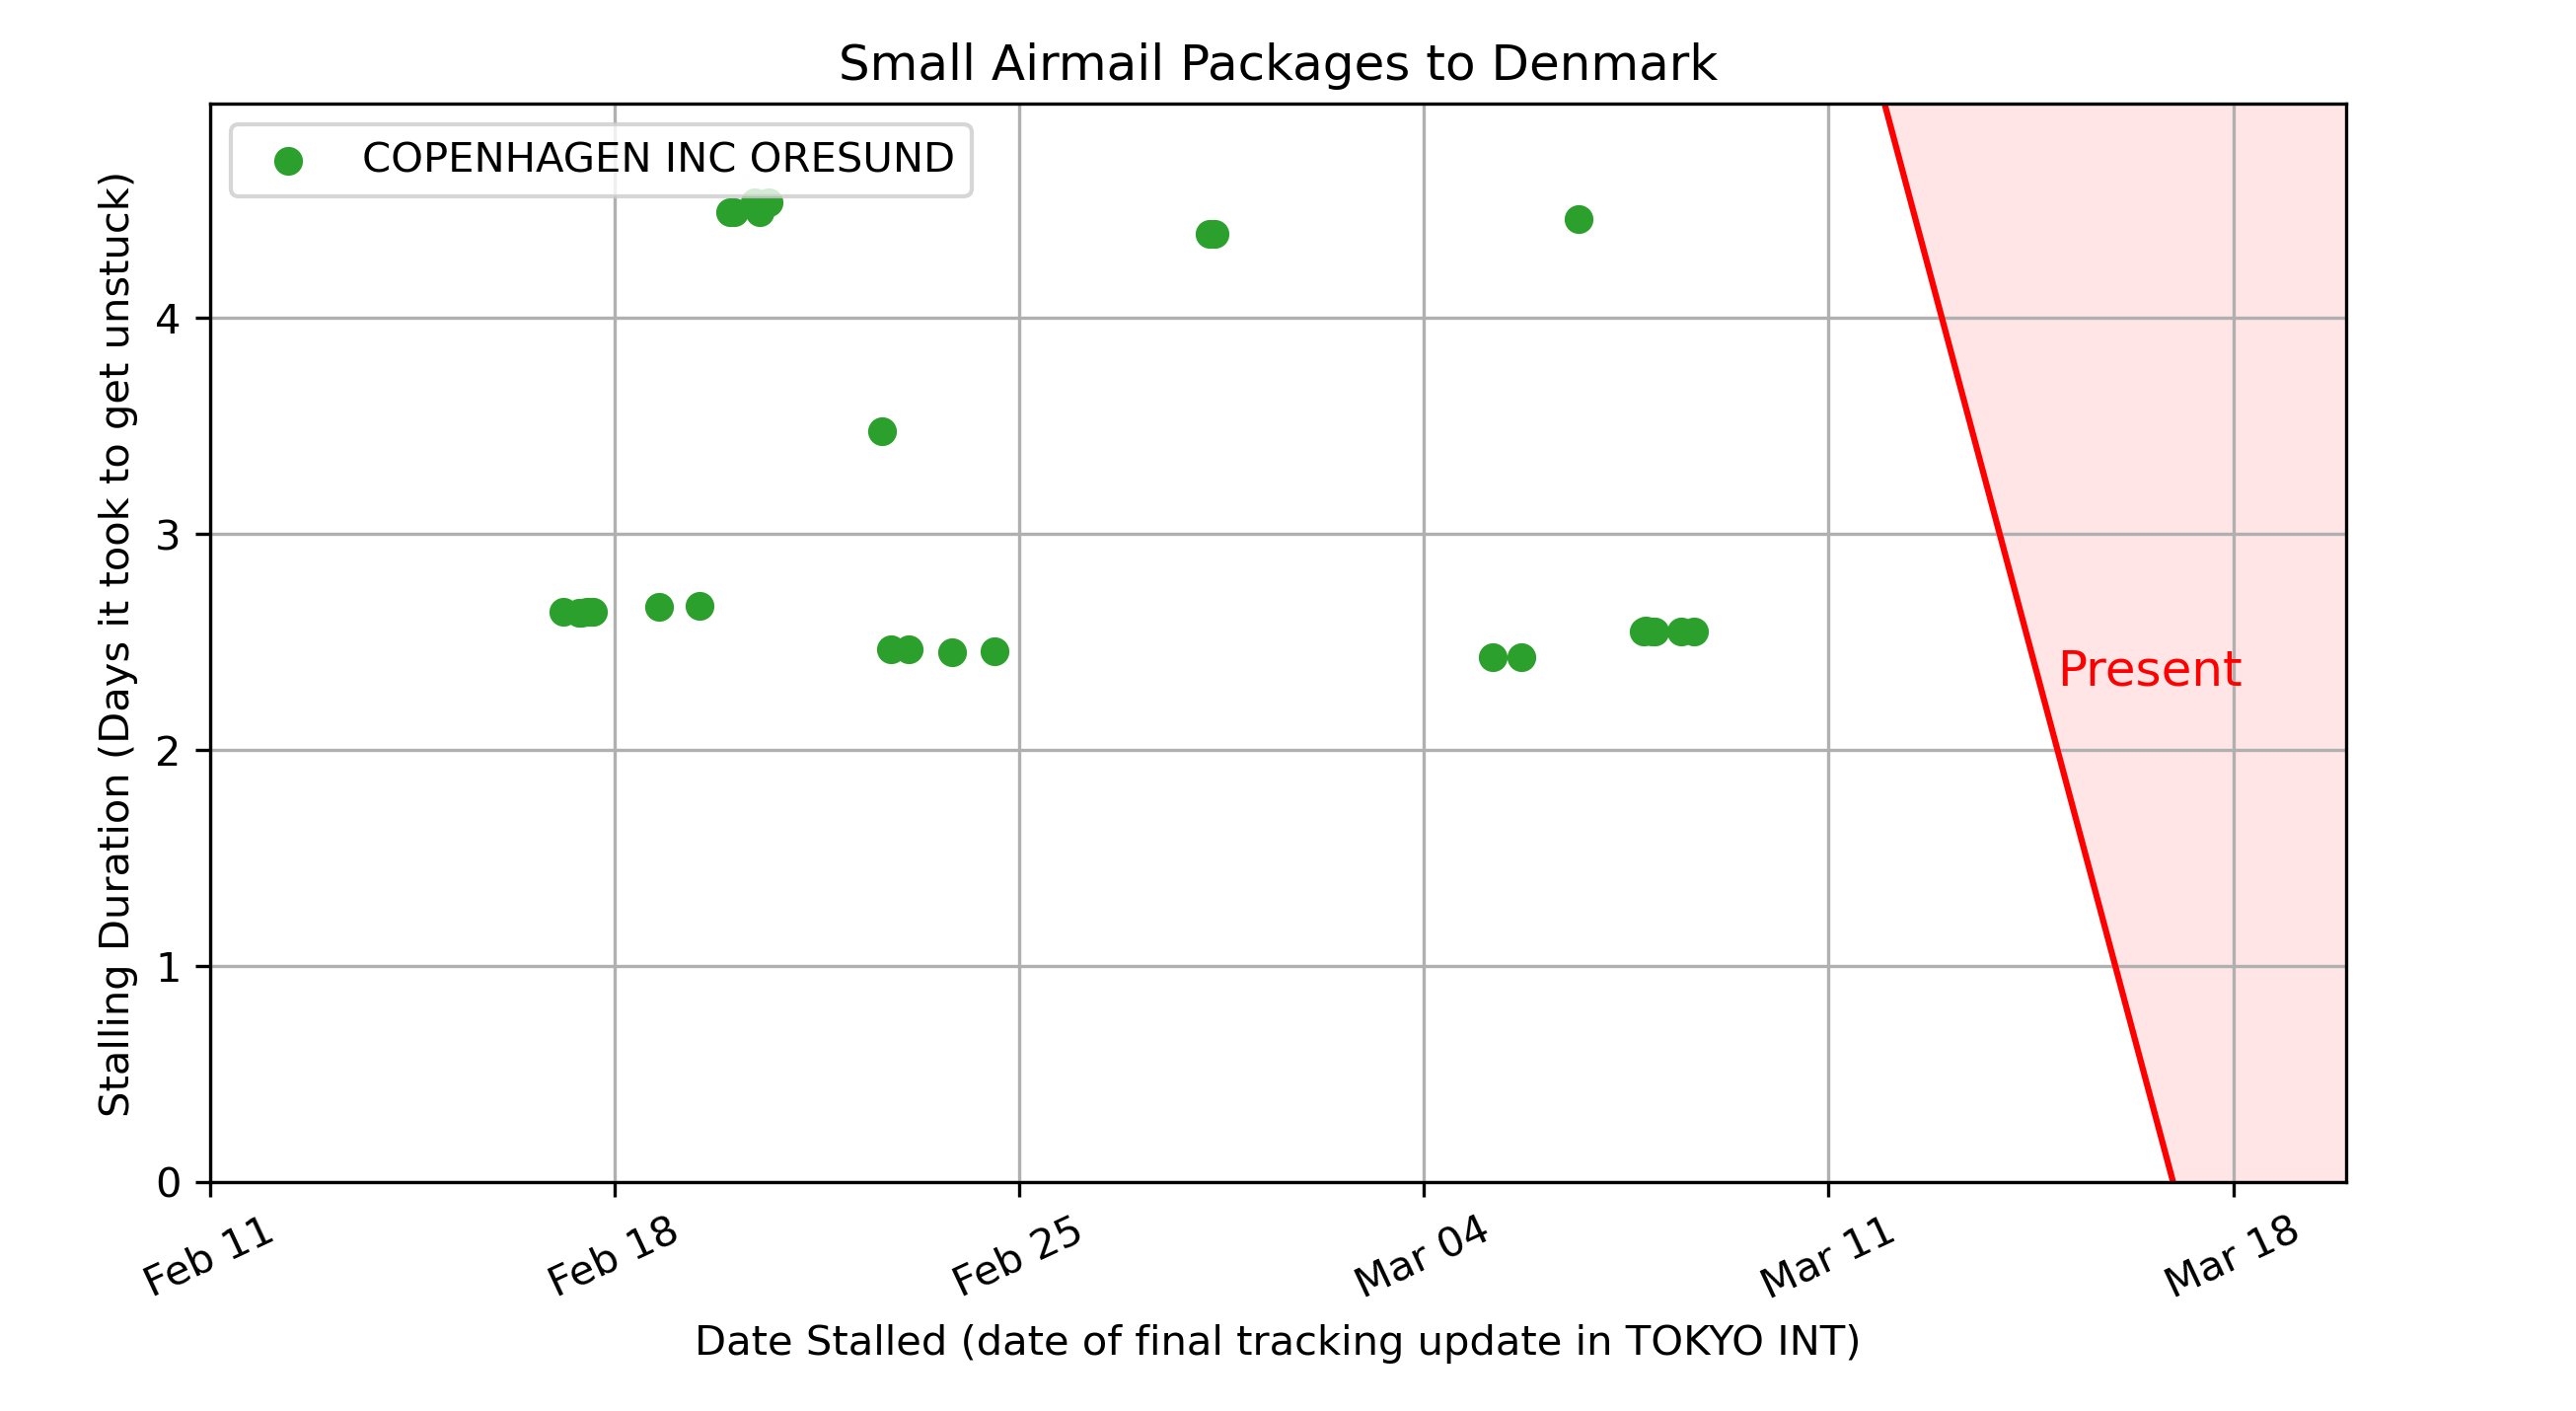 Small Airmail Packages to Denmark
COPENHAGEN INC ORESUND
Stalling Duration (Days it took to get unstuck)
4
3
2
1
0
Present
Feb 11
Feb 18
Feb 25
Mar 04
Mar 11
Mar 18
Date Stalled (date of final tracking update in TOKYO INT)